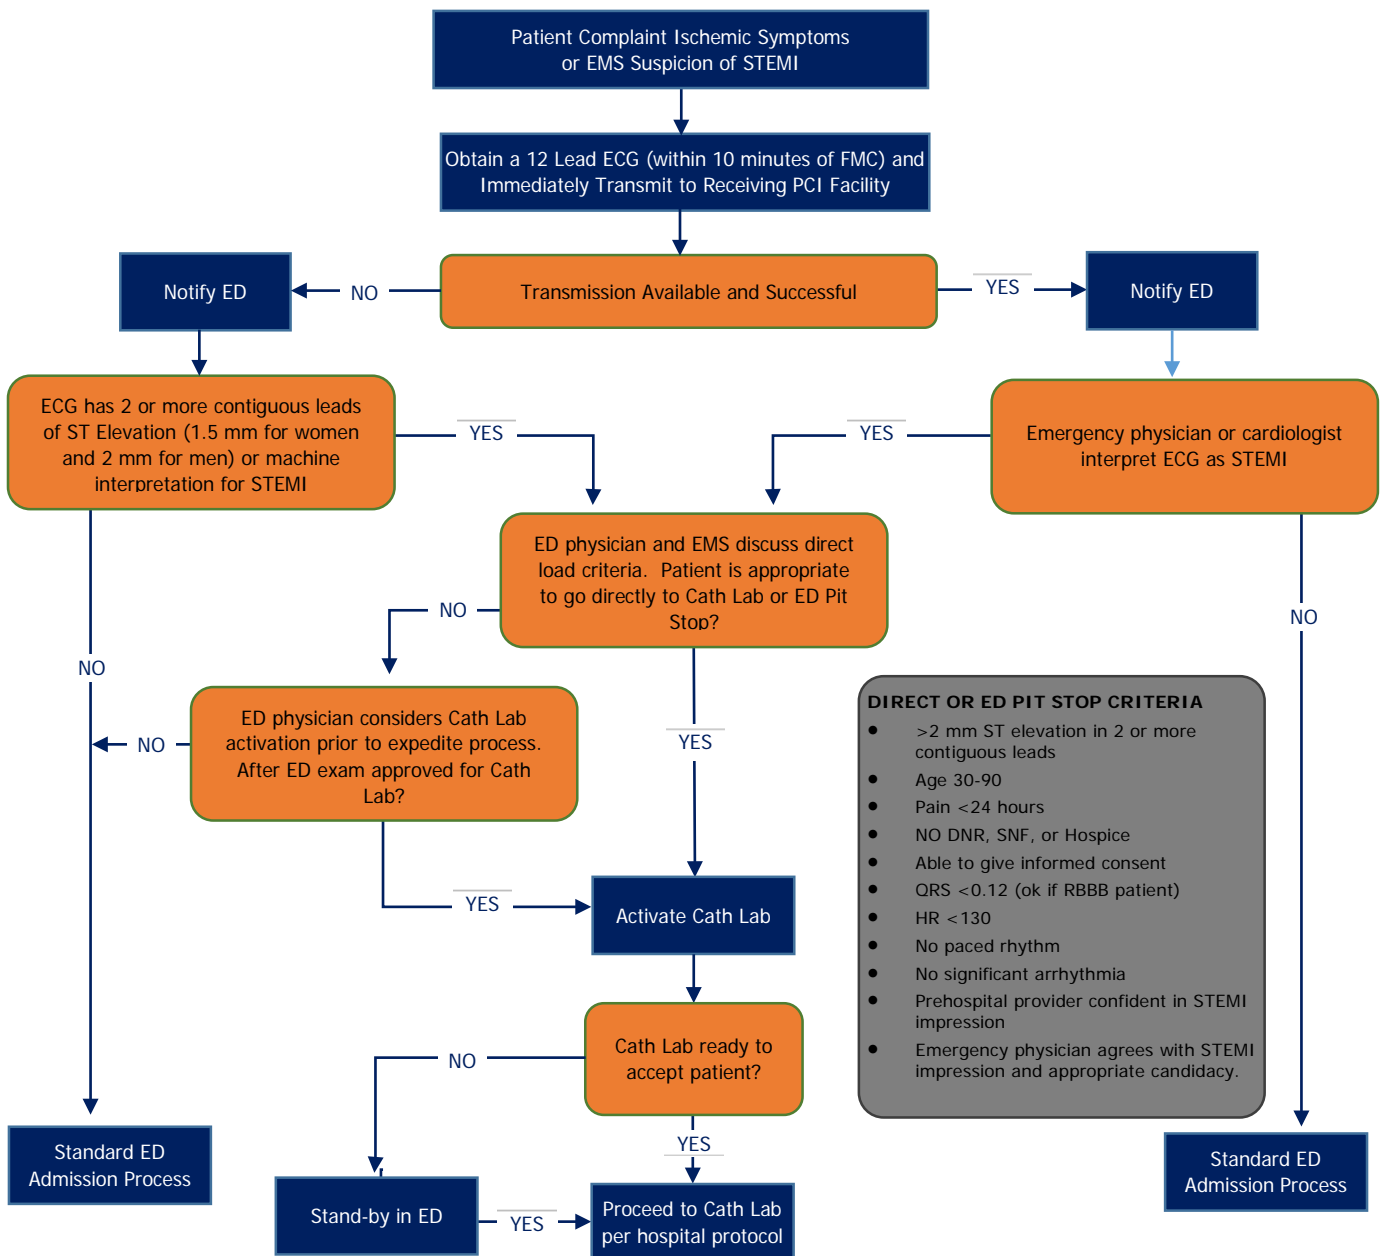 Patient Complaint Ischemic Symptoms
or EMS Suspicion of STEMI
Obtain a 12 Lead ECG (within 10 minutes of FMC) and
Immediately Transmit to Receiving PCI Facility
Notify ED
NO
Transmission Available and Successful
YES
Notify ED
ECG has 2 or more contiguous leads
of ST Elevation (1.5 mm for women
and 2 mm for men) or machine
interpretation for STEMI
YES
YES
Emergency physician or cardiologist
interpret ECG as STEMI
ED physician and EMS discuss direct
load criteria. Patient is appropriate
to go directly to Cath Lab or ED Pit
Stop?
NO
NO
NO
ED physician considers Cath Lab
activation prior to expedite process.
After ED exam approved for Cath
Lab?
NO
YES
DIRECT OR ED PIT STOP CRITERIA
• >2 mm ST elevation in 2 or more
contiguous leads
• Age 30-90
• Pain <24 hours
• NO DNR, SNF, or Hospice
• Able to give informed consent
• QRS <0.12 (ok if RBBB patient)
• HR <130
• No paced rhythm
• No significant arrhythmia
• Prehospital provider confident in STEMI
impression
• Emergency physician agrees with STEMI
impression and appropriate candidacy.
YES
Activate Cath Lab
Cath Lab ready to
accept patient?
NO
YES
Standard ED
Admission Process
Stand-by in ED
YES
Proceed to Cath Lab
per hospital protocol
Standard ED
Admission Process